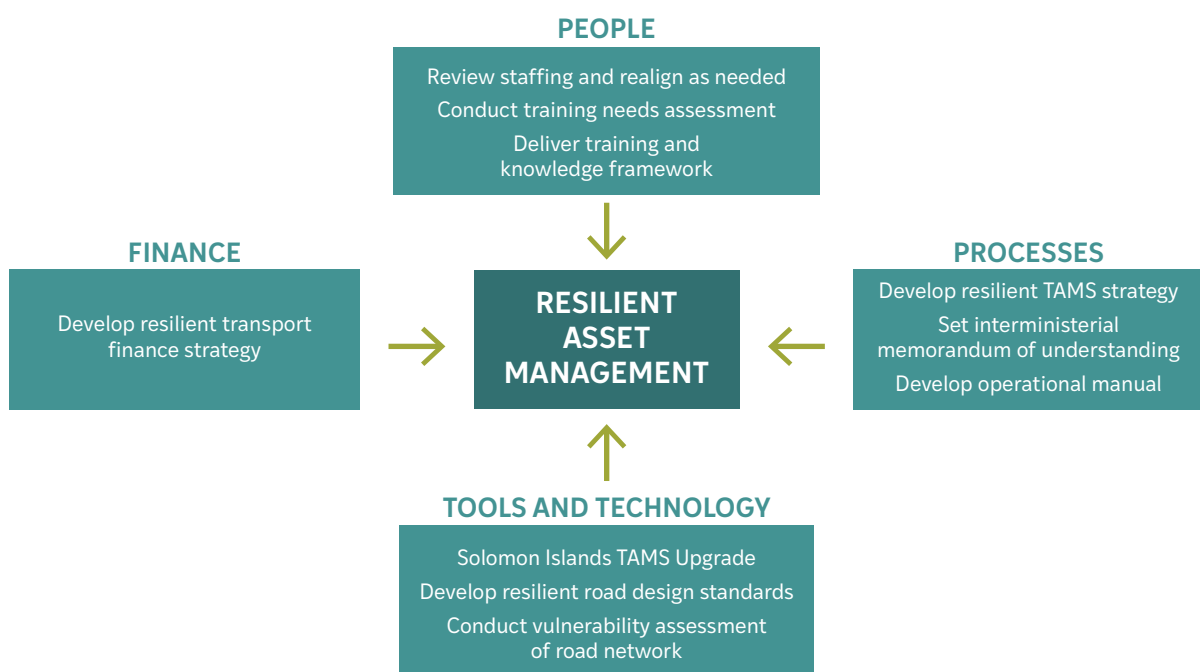 PEOPLE
Review staffing and realign as needed
Conduct training needs assessment
Deliver training and
knowledge framework
FINANCE
Develop resilient transport
finance strategy
RESILIENT
ASSET
MANAGEMENT
PROCESSES
Develop resilient TAMS strategy
Set interministerial
memorandum of understanding
Develop operational manual
TOOLS AND TECHNOLOGY
Solomon Islands TAMS Upgrade
Develop resilient road design standards
Conduct vulnerability assessment
of road network